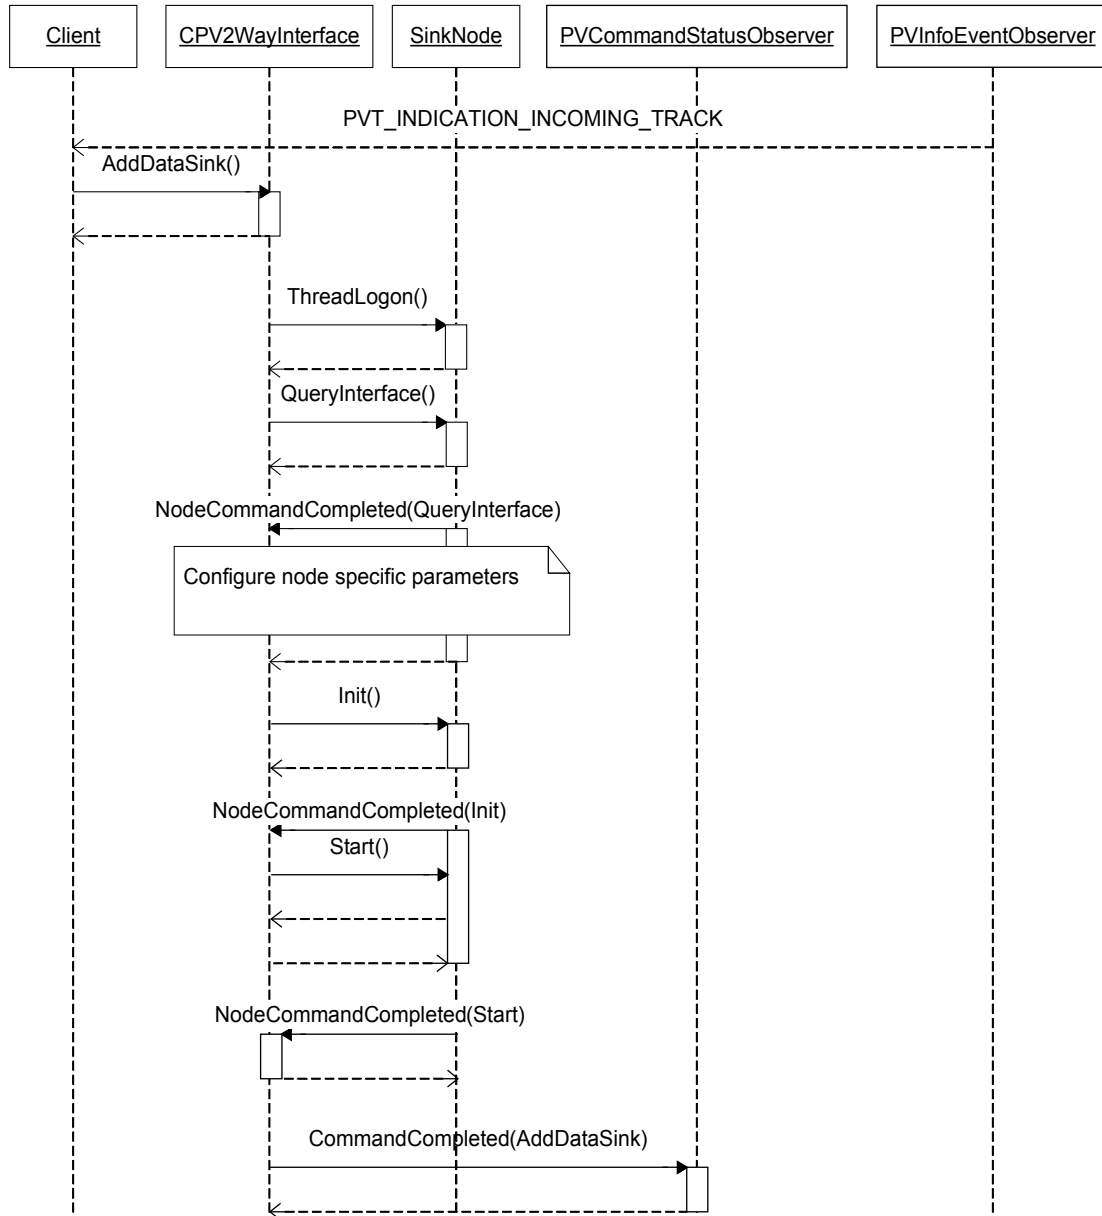 Client
CPV2WayInterface
SinkNode
PVCommandStatusObserver
PVInfoEventObserver
PVT_INDICATION_INCOMING_TRACK
AddDataSink()
ThreadLogon()
QueryInterface()
NodeCommandCompleted(QueryInterface)
Configure node specific parameters
Init()
NodeCommandCompleted(Init)
Start()
NodeCommandCompleted(Start)
CommandCompleted(AddDataSink)